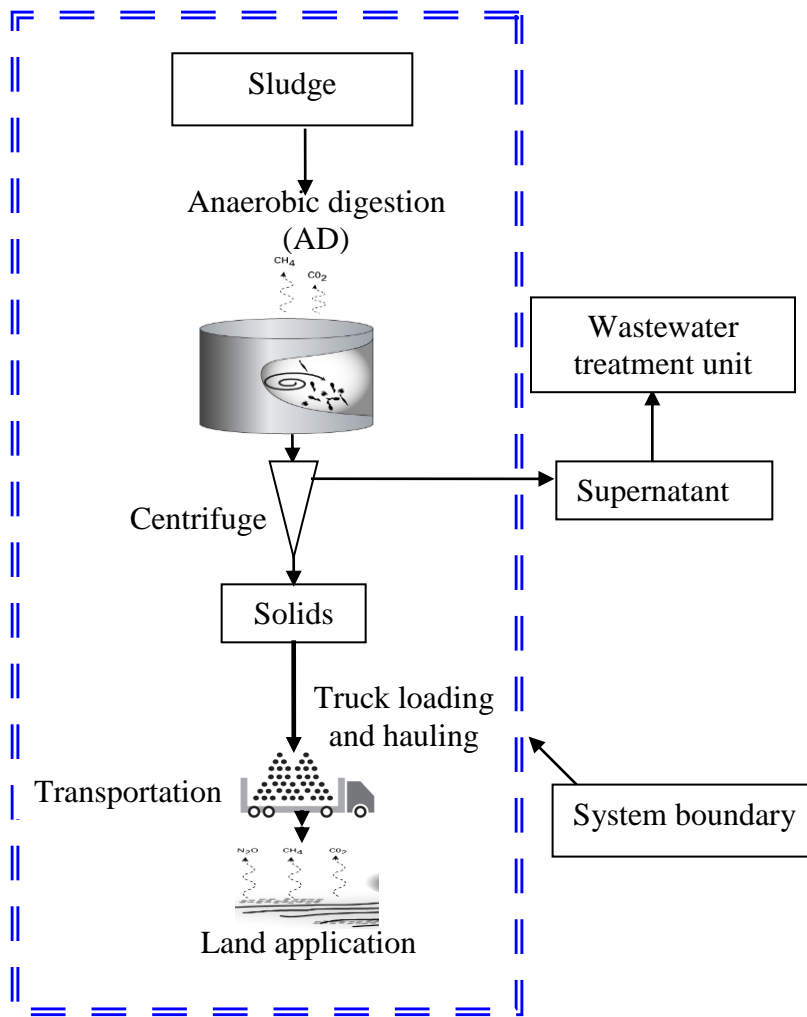 Sludge
Anaerobic digestion
(AD)
CH4
CO2
Wastewater
treatment unit
Supernatant
Centrifuge
Solids
Truck loading
and hauling
Transportation
System boundary
N2O
CH4
CO2
Land application